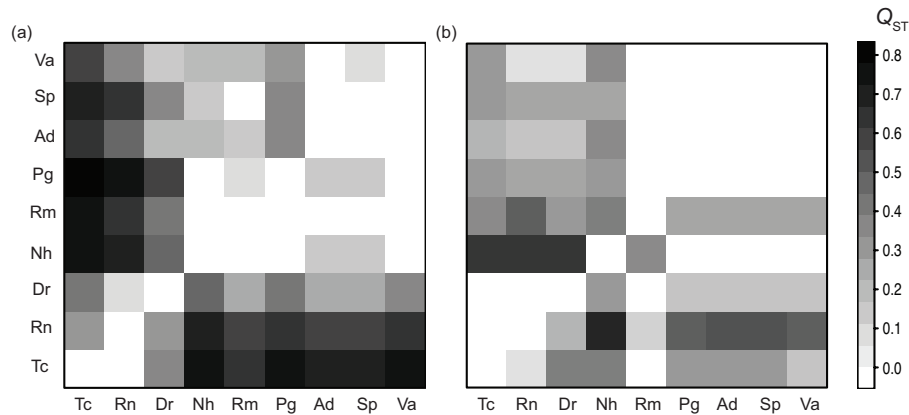 (a)
(b)
Q_ST
Va
Sp
Ad
Pg
Rm
Nh
Dr
Rn
Tc
0.8
0.7
0.6
0.5
0.4
0.3
0.2
0.1
0.0
Tc Rn Dr Nh Rm Pg Ad Sp Va
Tc Rn Dr Nh Rm Pg Ad Sp Va